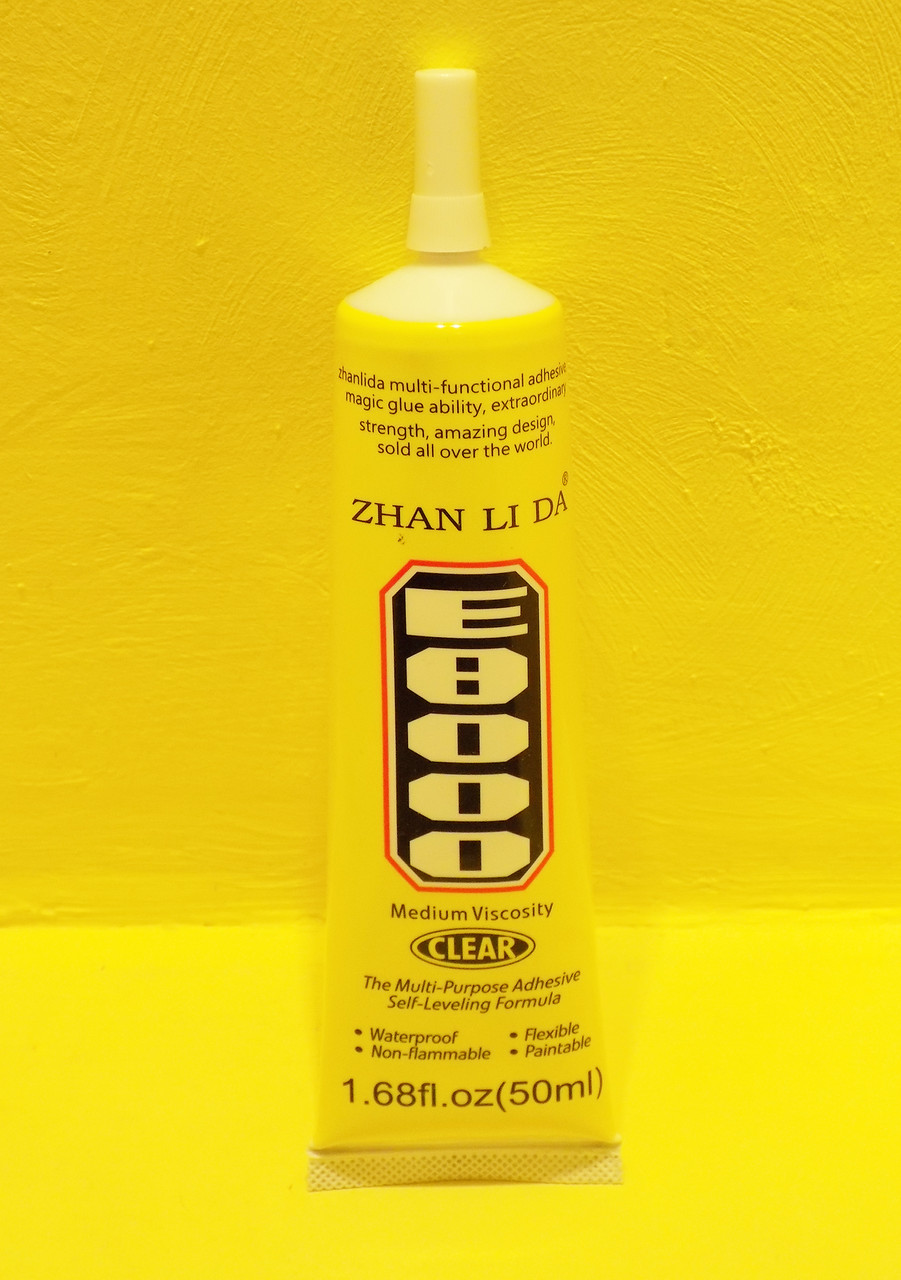 zhanlida multi-functional adhesive
magic glue ability, extraordinary
strength, amazing design,
sold all over the world.
ZHAN LI DA®
E8000
Medium Viscosity
CLEAR
The Multi-Purpose Adhesive
Self-Leveling Formula
• Waterproof • Flexible
• Non-flammable • Paintable
1.68fl.oz(50ml)